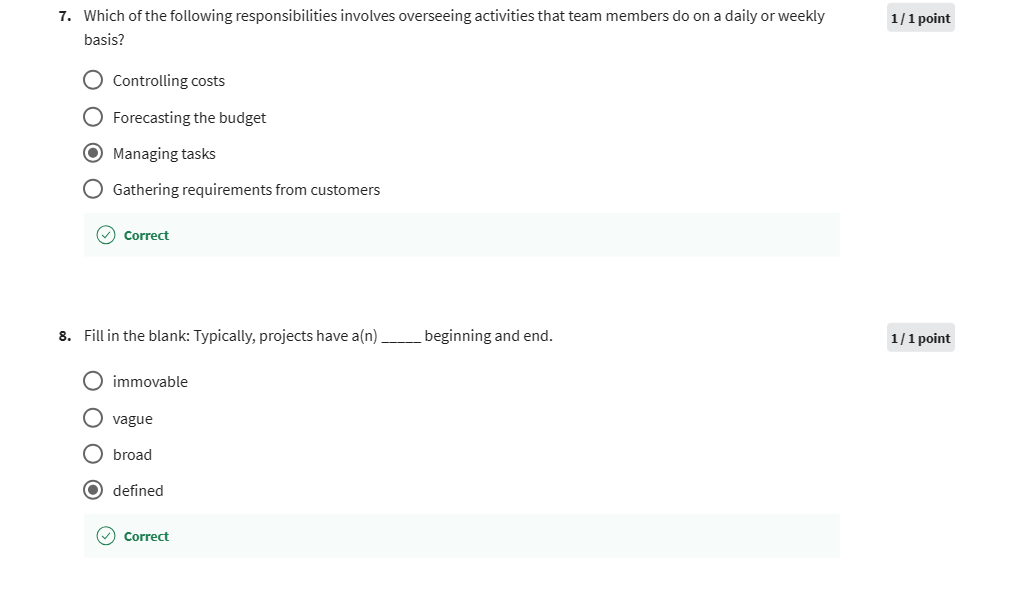 7. Which of the following responsibilities involves overseeing activities that team members do on a daily or weekly
basis?
1 / 1 point
Controlling costs
Forecasting the budget
Managing tasks
Gathering requirements from customers
Correct
8. Fill in the blank: Typically, projects have a(n) _____ beginning and end.
1 / 1 point
immovable
vague
broad
defined
Correct